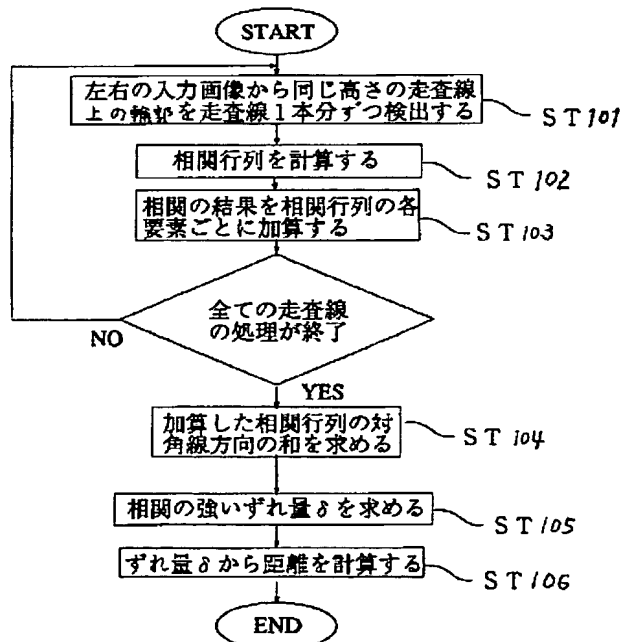 START
左右の入力画像から同じ高さの走査線
上の輪郭を走査線1本分ずつ検出する
ST101
相関行列を計算する
ST102
相関の結果を相関行列の各
要素ごとに加算する
ST103
全ての走査線
の処理が終了
NO
YES
加算した相関行列の対
角線方向の和を求める
ST104
相関の強いずれ量δを求める
ST105
ずれ量δから距離を計算する
ST106
END